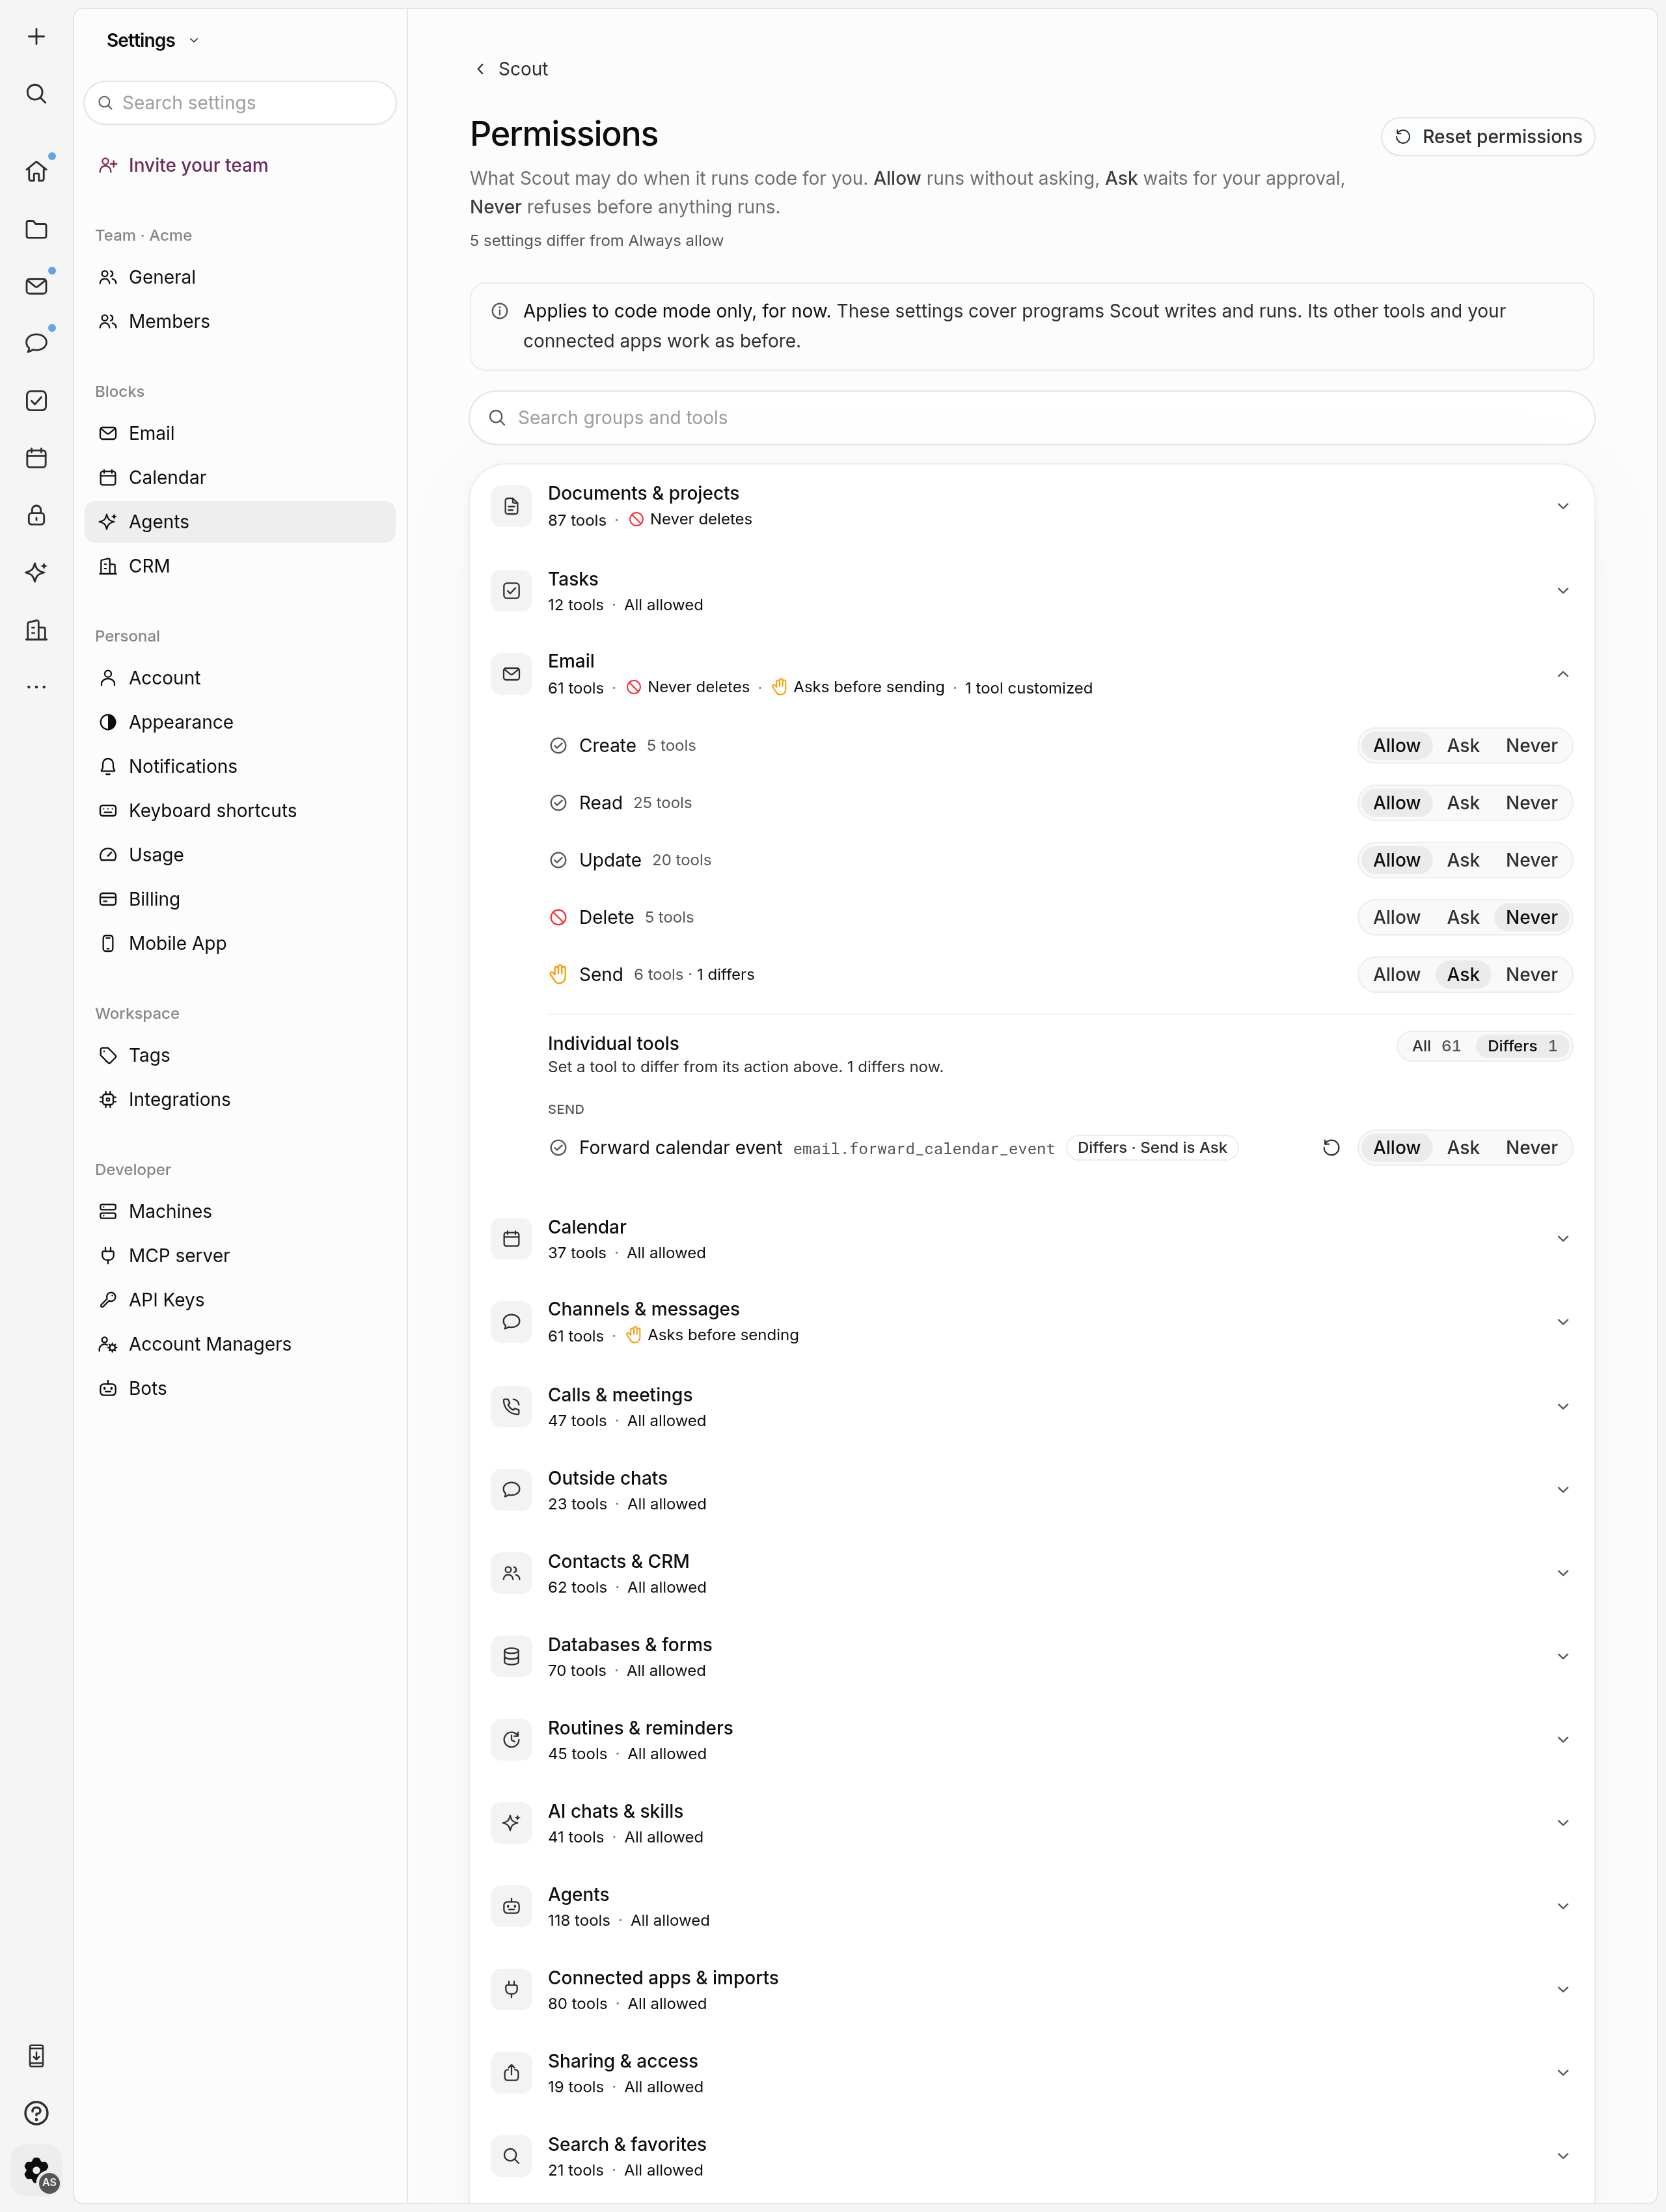 Settings
Search settings
Invite your team
Team · Acme
General
Members
Blocks
Email
Calendar
Agents
CRM
Personal
Account
Appearance
Notifications
Keyboard shortcuts
Usage
Billing
Mobile App
Workspace
Tags
Integrations
Developer
Machines
MCP server
API Keys
Account Managers
Bots
AS
Scout
Permissions
Reset permissions
What Scout may do when it runs code for you. Allow runs without asking, Ask waits for your approval,
Never refuses before anything runs.
5 settings differ from Always allow
Applies to code mode only, for now. These settings cover programs Scout writes and runs. Its other tools and your
connected apps work as before.
Search groups and tools
Documents & projects
87 tools · Never deletes
Tasks
12 tools · All allowed
Email
61 tools · Never deletes · Asks before sending · 1 tool customized
Create 5 tools Allow Ask Never
Read 25 tools Allow Ask Never
Update 20 tools Allow Ask Never
Delete 5 tools Allow Ask Never
Send 6 tools · 1 differs Allow Ask Never
Individual tools All 61 Differs 1
Set a tool to differ from its action above. 1 differs now.
SEND
Forward calendar event email.forward_calendar_event Differs · Send is Ask Allow Ask Never
Calendar
37 tools · All allowed
Channels & messages
61 tools · Asks before sending
Calls & meetings
47 tools · All allowed
Outside chats
23 tools · All allowed
Contacts & CRM
62 tools · All allowed
Databases & forms
70 tools · All allowed
Routines & reminders
45 tools · All allowed
AI chats & skills
41 tools · All allowed
Agents
118 tools · All allowed
Connected apps & imports
80 tools · All allowed
Sharing & access
19 tools · All allowed
Search & favorites
21 tools · All allowed